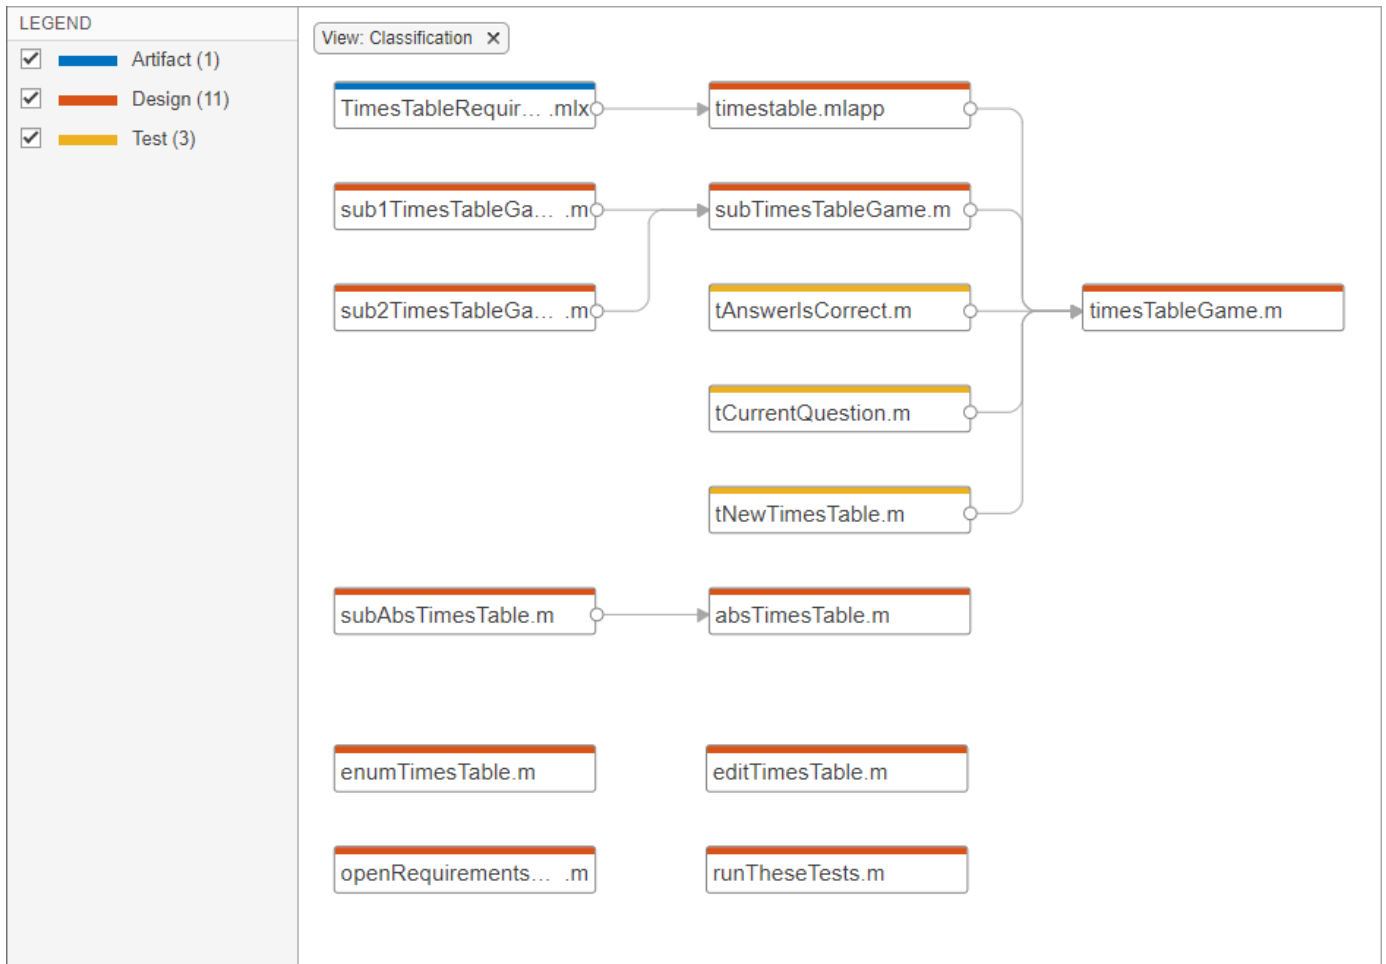 LEGEND
Artifact (1)
Design (11)
Test (3)
View: Classification
TimesTableRequir... .mlx
timestable.mlapp
sub1TimesTableGa... .m
subTimesTableGame.m
sub2TimesTableGa... .m
tAnswerIsCorrect.m
timesTableGame.m
tCurrentQuestion.m
tNewTimesTable.m
subAbsTimesTable.m
absTimesTable.m
enumTimesTable.m
editTimesTable.m
openRequirements... .m
runTheseTests.m